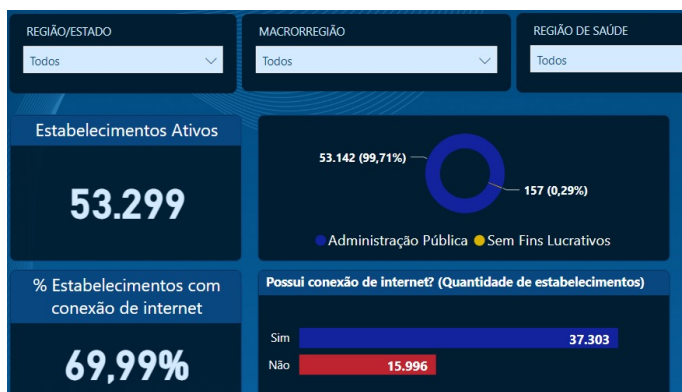 REGIÃO/ESTADO
Todos
MACRORREGIÃO
Todos
REGIÃO DE SAÚDE
Todos
Estabelecimentos Ativos
53.299
53.142 (99,71%)
157 (0,29%)
Administração Pública Sem Fins Lucrativos
% Estabelecimentos com
conexão de internet
69,99%
Possui conexão de internet? (Quantidade de estabelecimentos)
Sim 37.303
Não 15.996